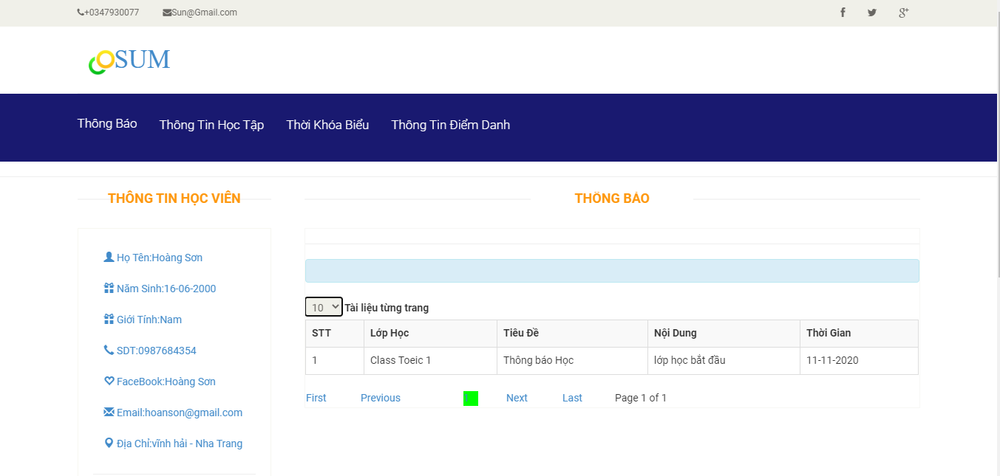 +0347930077 Sun@Gmail.com
SUM
Thông Báo Thông Tin Học Tập Thời Khóa Biểu Thông Tin Điểm Danh
THÔNG TIN HỌC VIÊN
Họ Tên:Hoàng Sơn
Năm Sinh:16-06-2000
Giới Tính:Nam
SDT:0987684354
FaceBook:Hoàng Sơn
Email:hoanson@gmail.com
Địa Chỉ:vĩnh hải - Nha Trang
THÔNG BÁO
10 Tài liệu từng trang
STT Lớp Học Tiêu Đề Nội Dung Thời Gian
1 Class Toeic 1 Thông báo Học lớp học bắt đầu 11-11-2020
First Previous 1 Next Last Page 1 of 1